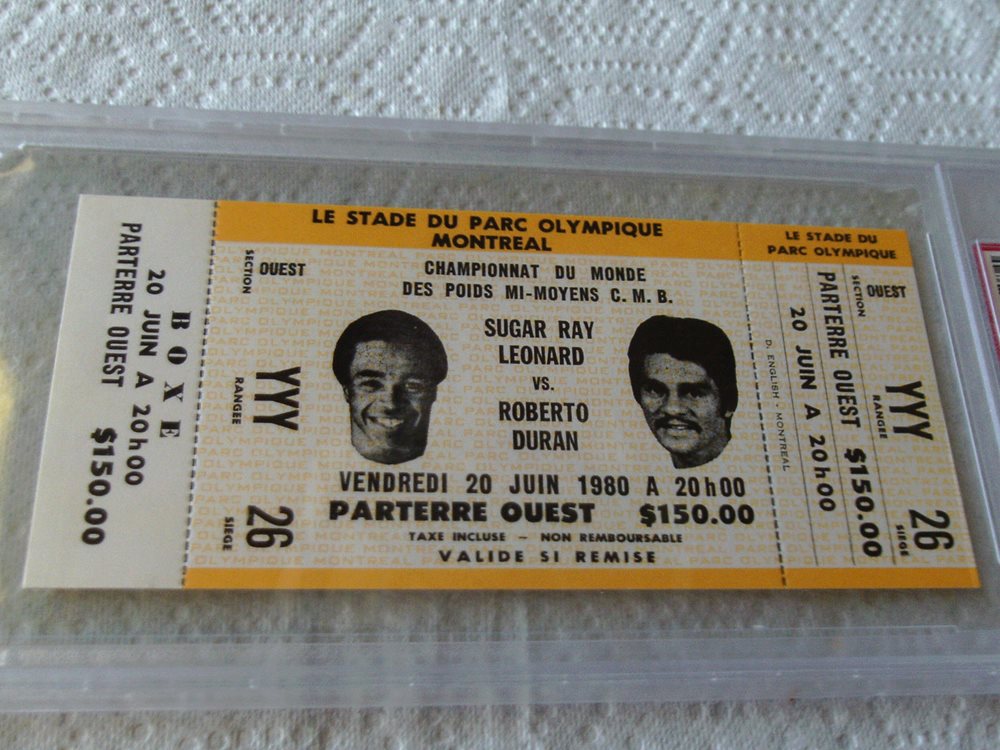 BOXE
20 JUIN A 20h00
PARTERRE OUEST $150.00
LE STADE DU PARC OLYMPIQUE
MONTREAL
SECTION
OUEST
YYY
RANGEE
26
SIEGE
CHAMPIONNAT DU MONDE
DES POIDS MI-MOYENS C.M.B.
SUGAR RAY
LEONARD
VS.
ROBERTO
DURAN
VENDREDI 20 JUIN 1980 A 20h00
PARTERRE OUEST $150.00
TAXE INCLUSE – NON REMBOURSABLE
VALIDE SI REMISE
LE STADE DU
PARC OLYMPIQUE
SECTION
OUEST
YYY
RANGEE
26
SIEGE
PARTERRE OUEST $150.00
20 JUIN A 20h00
D. ENGLISH - MONTREAL